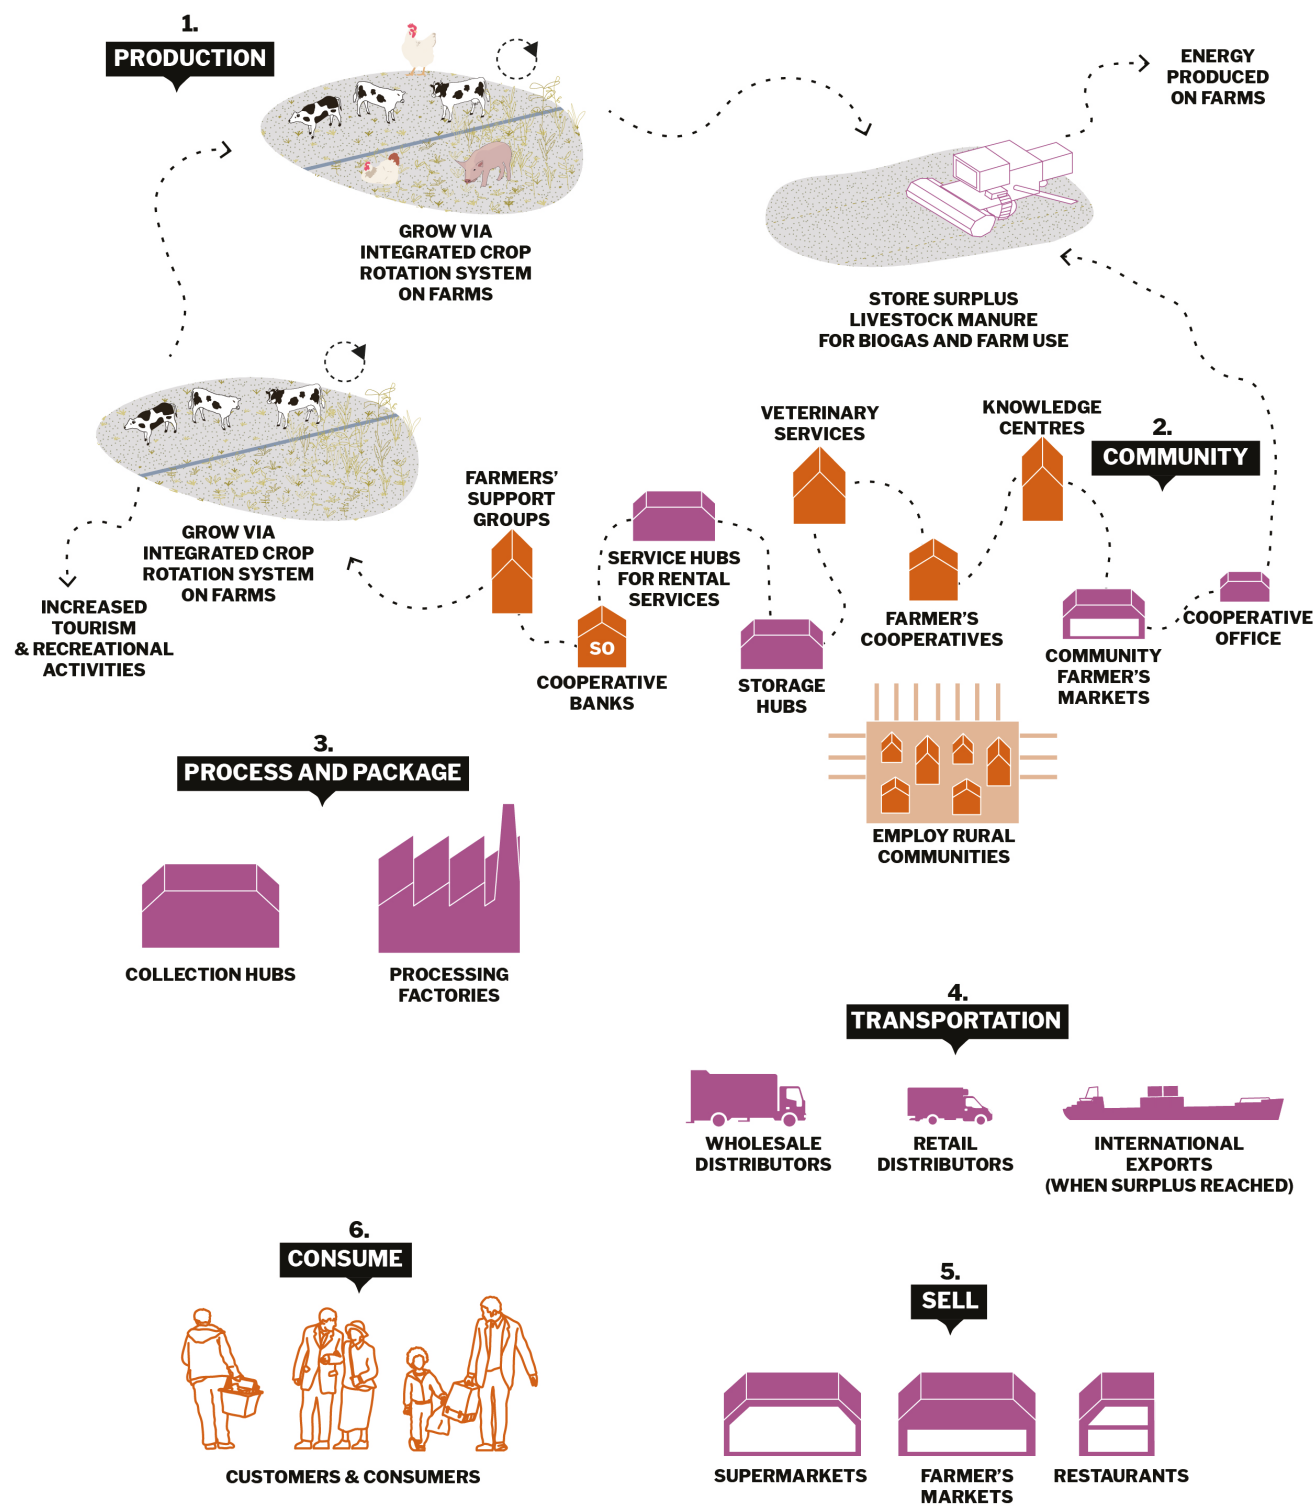 1.
PRODUCTION
ENERGY
PRODUCED
ON FARMS
GROW VIA
INTEGRATED CROP
ROTATION SYSTEM
ON FARMS
STORE SURPLUS
LIVESTOCK MANURE
FOR BIOGAS AND FARM USE
GROW VIA
INTEGRATED CROP
ROTATION SYSTEM
ON FARMS
INCREASED
TOURISM
& RECREATIONAL
ACTIVITIES
2.
COMMUNITY
FARMERS'
SUPPORT
GROUPS
SO
COOPERATIVE
BANKS
SERVICE HUBS
FOR RENTAL
SERVICES
STORAGE
HUBS
VETERINARY
SERVICES
FARMER'S
COOPERATIVES
KNOWLEDGE
CENTRES
COMMUNITY
FARMER'S
MARKETS
COOPERATIVE
OFFICE
EMPLOY RURAL
COMMUNITIES
3.
PROCESS AND PACKAGE
COLLECTION HUBS
PROCESSING
FACTORIES
4.
TRANSPORTATION
WHOLESALE
DISTRIBUTORS
RETAIL
DISTRIBUTORS
INTERNATIONAL
EXPORTS
(WHEN SURPLUS REACHED)
5.
SELL
SUPERMARKETS
FARMER'S
MARKETS
RESTAURANTS
6.
CONSUME
CUSTOMERS & CONSUMERS